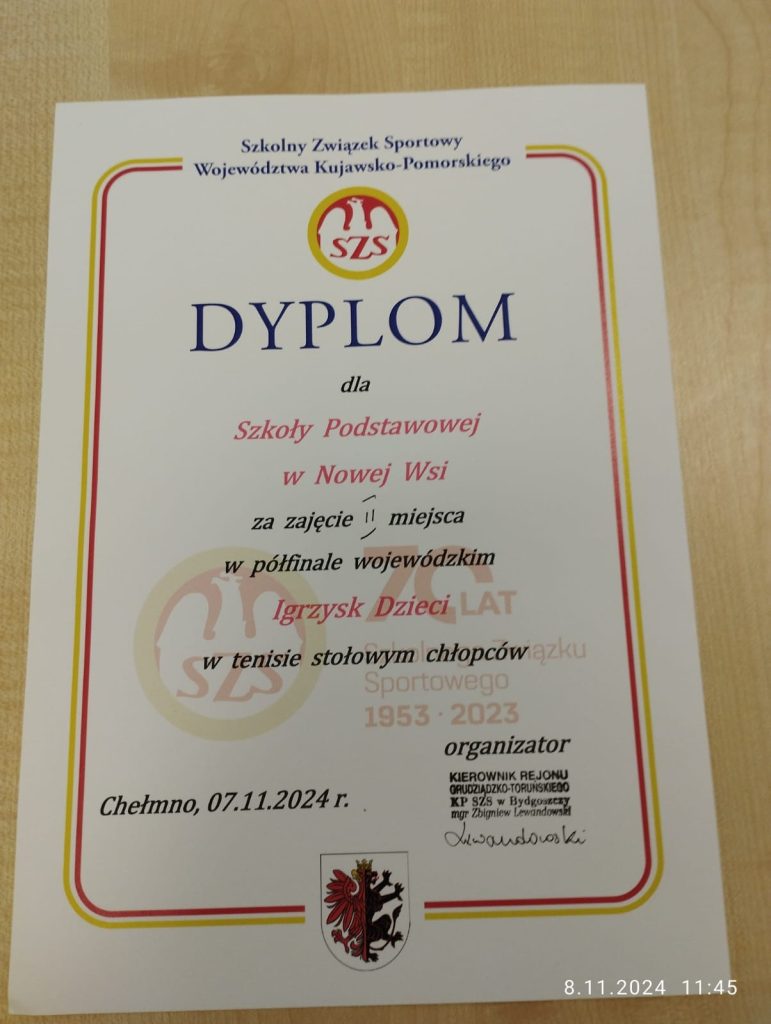 Szkolny Związek Sportowy
Województwa Kujawsko-Pomorskiego
SZS
DYPLOM
dla
Szkoły Podstawowej
w Nowej Wsi
za zajęcie II miejsca
w półfinale wojewódzkim
70 LAT
Igrzysk Dzieci
SZS
w tenisie stołowym chłopców
Szkolnego Związku
Sportowego
1953 · 2023
organizator
KIEROWNIK REJONU
GRUDZIĄDZKO-TORUŃSKIEGO
KP SZS w Bydgoszczy
mgr Zbigniew Lewandowski
Lewandowski
Chełmno, 07.11.2024 r.
8.11.2024 11:45